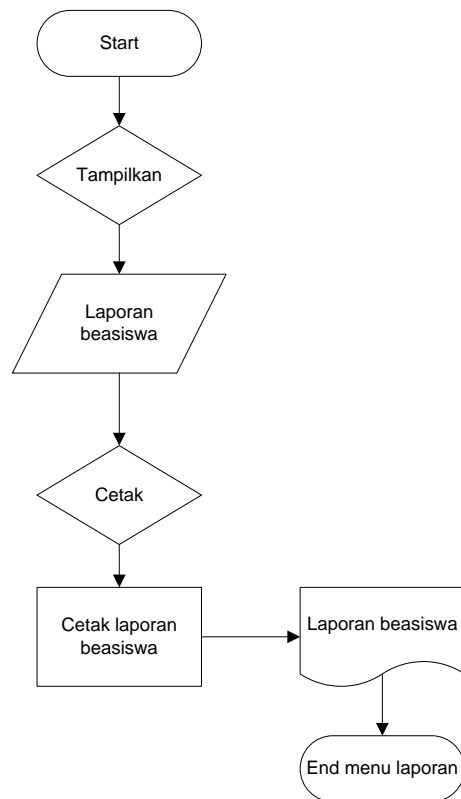 Start
Tampilkan
Laporan
beasiswa
Cetak
Cetak laporan
beasiswa
Laporan beasiswa
End menu laporan